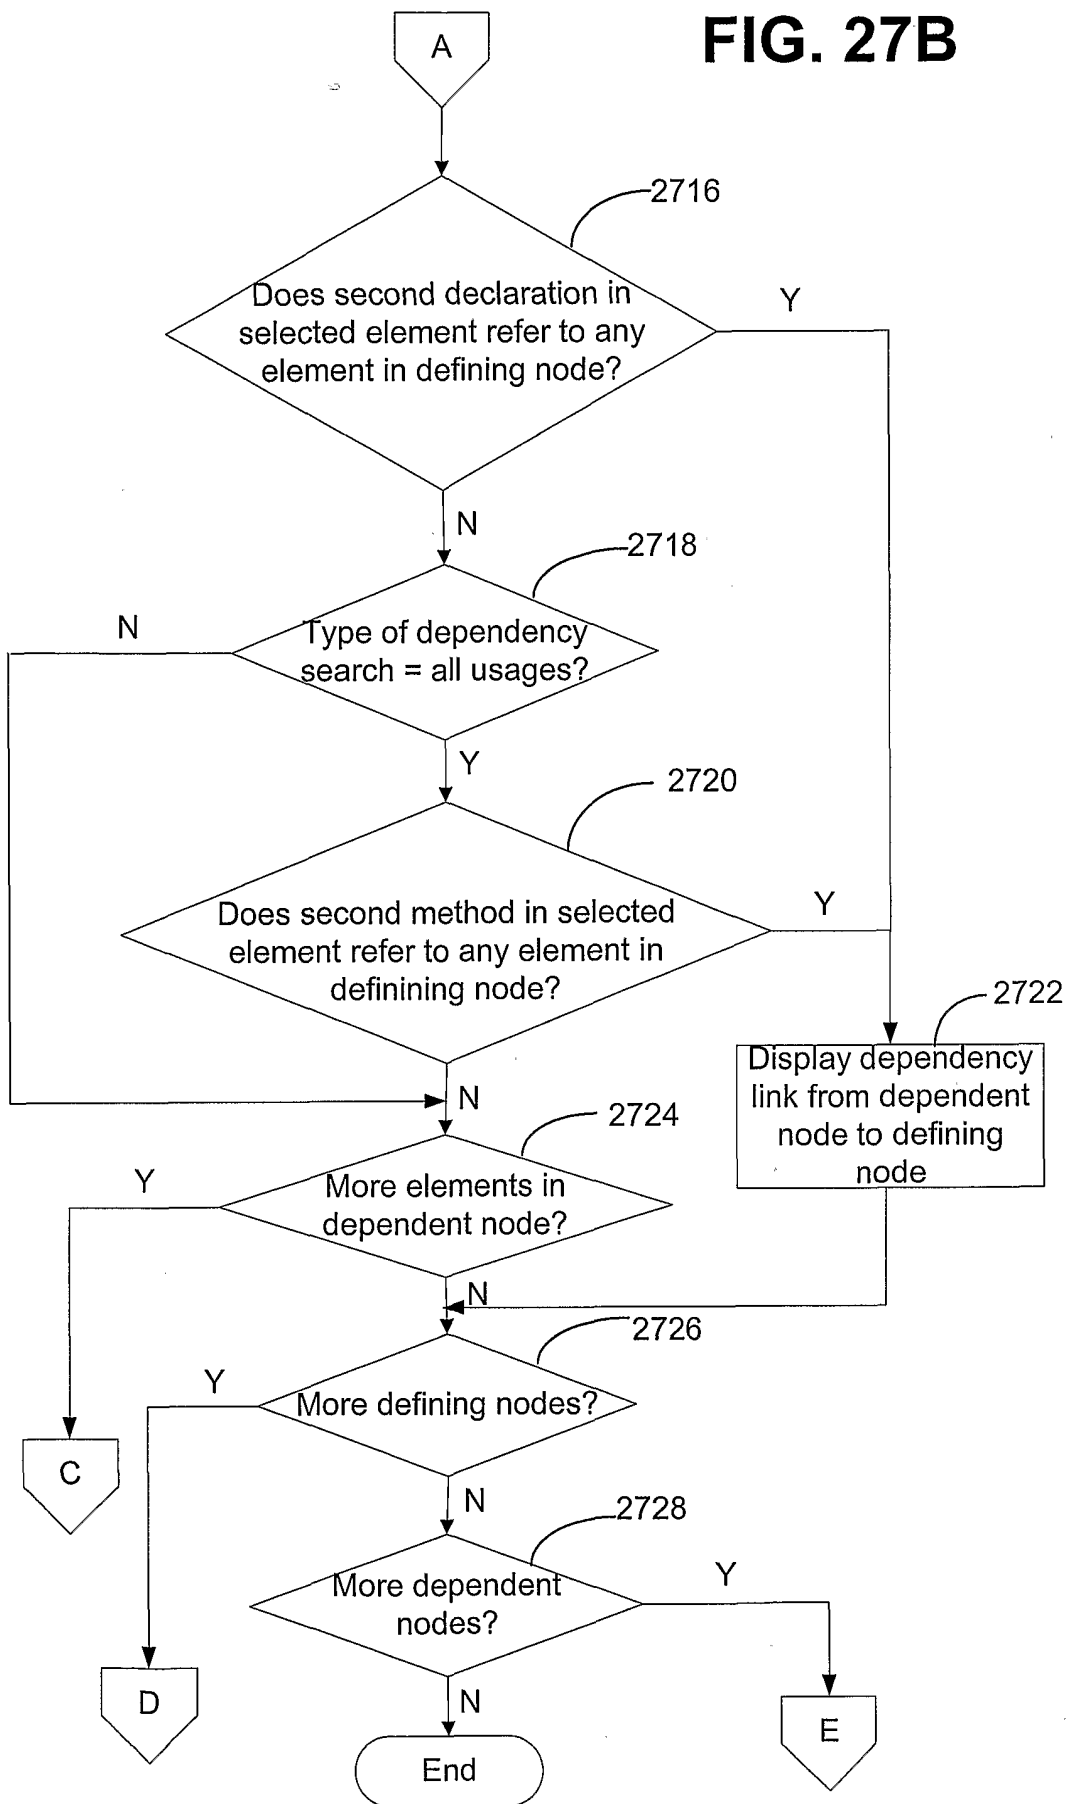 FIG. 27B
A
2716
Does second declaration in
selected element refer to any
element in defining node?
Y
N
2718
Type of dependency
search = all usages?
N
Y
2720
Does second method in selected
element refer to any element in
definining node?
Y
2722
Display dependency
link from dependent
node to defining
node
N
2724
More elements in
dependent node?
Y
N
2726
More defining nodes?
Y
C
N
2728
More dependent
nodes?
Y
D
N
E
End